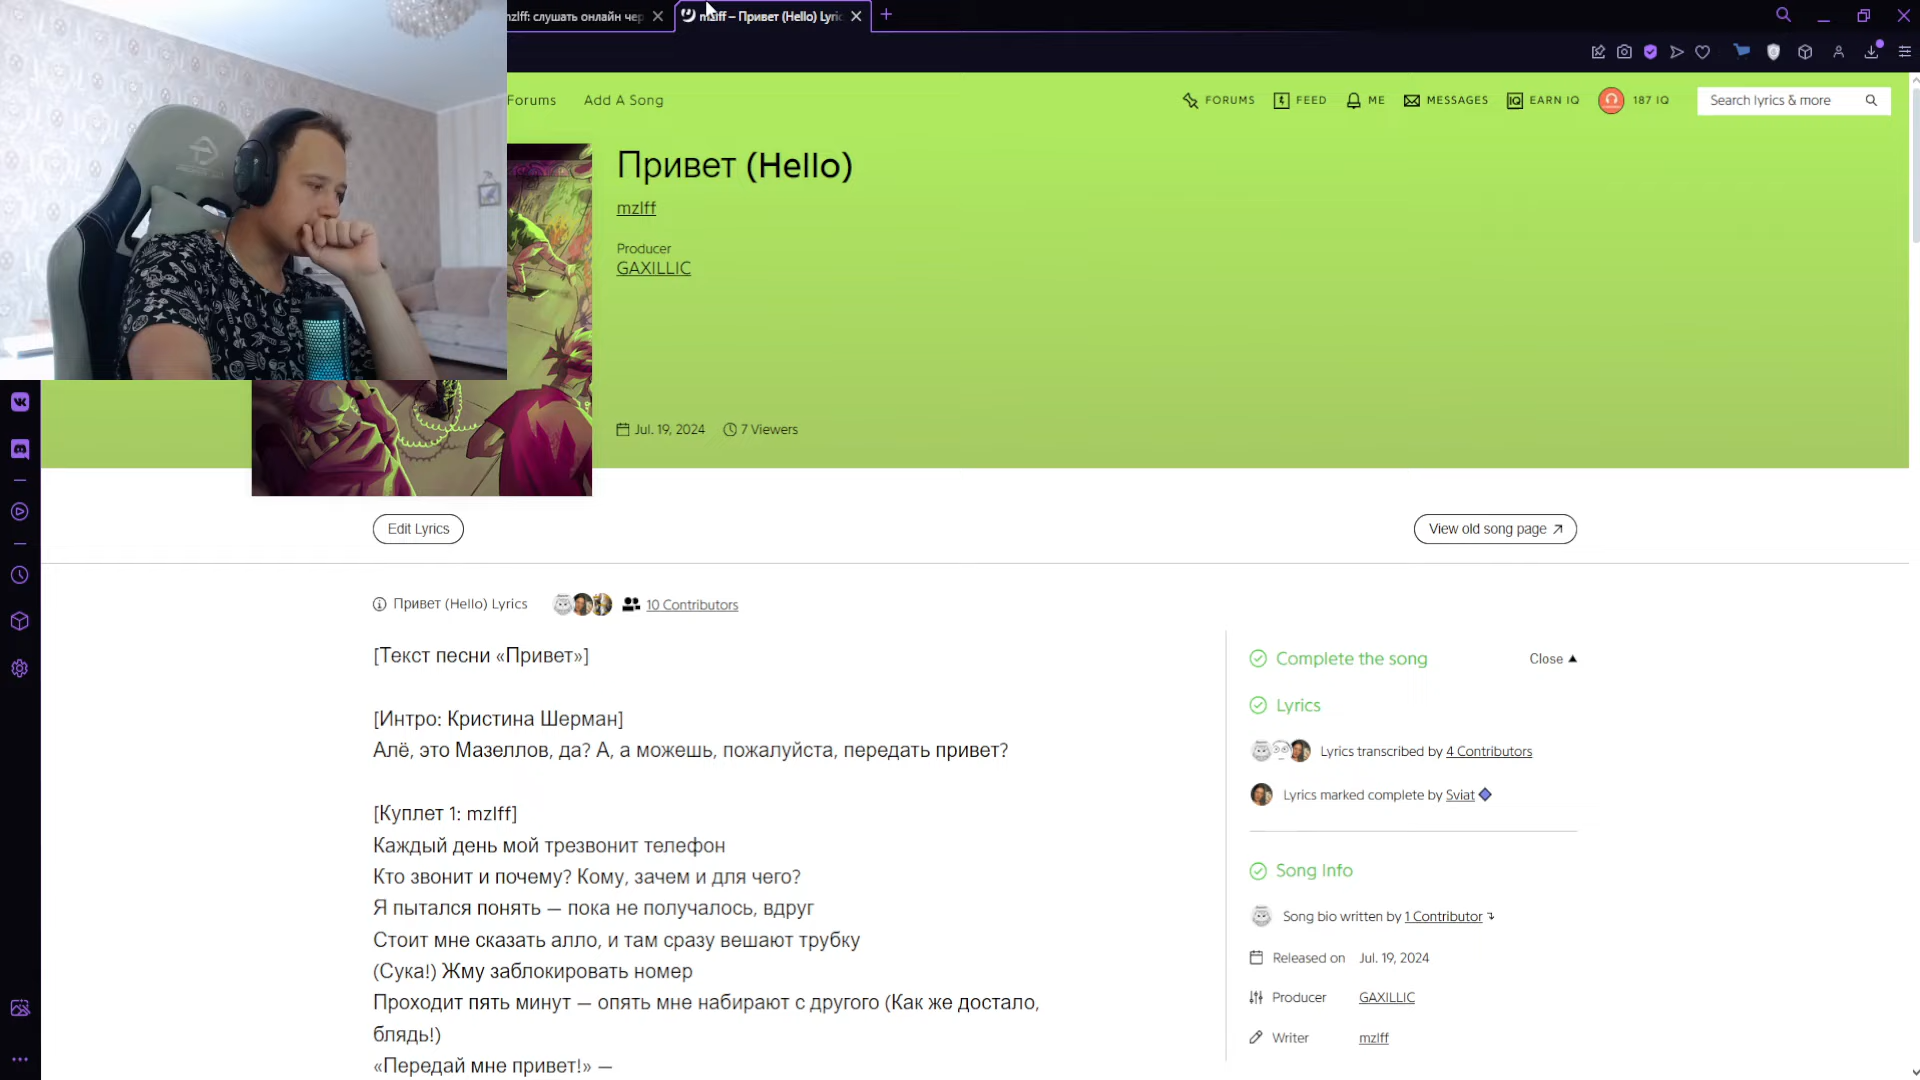 mzlff: слушать онлайн чер
mzlff – Привет (Hello) Lyric
Forums
Add A Song
FORUMS
FEED
ME
MESSAGES
EARN IQ
187 IQ
Search lyrics & more
Привет (Hello)
mzlff
Producer
GAXILLIC
Jul. 19, 2024
7 Viewers
Edit Lyrics
View old song page
Привет (Hello) Lyrics
10 Contributors
[Текст песни «Привет»]
[Интро: Кристина Шерман]
Алё, это Мазеллов, да? А, а можешь, пожалуйста, передать привет?
[Куплет 1: mzlff]
Каждый день мой трезвонит телефон
Кто звонит и почему? Кому, зачем и для чего?
Я пытался понять — пока не получалось, вдруг
Стоит мне сказать алло, и там сразу вешают трубку
(Сука!) Жму заблокировать номер
Проходит пять минут — опять мне набирают с другого (Как же достало,
блядь!)
«Передай мне привет!» —
Complete the song
Close
Lyrics
Lyrics transcribed by 4 Contributors
Lyrics marked complete by Sviat
Song Info
Song bio written by 1 Contributor
Released on Jul. 19, 2024
Producer GAXILLIC
Writer mzlff